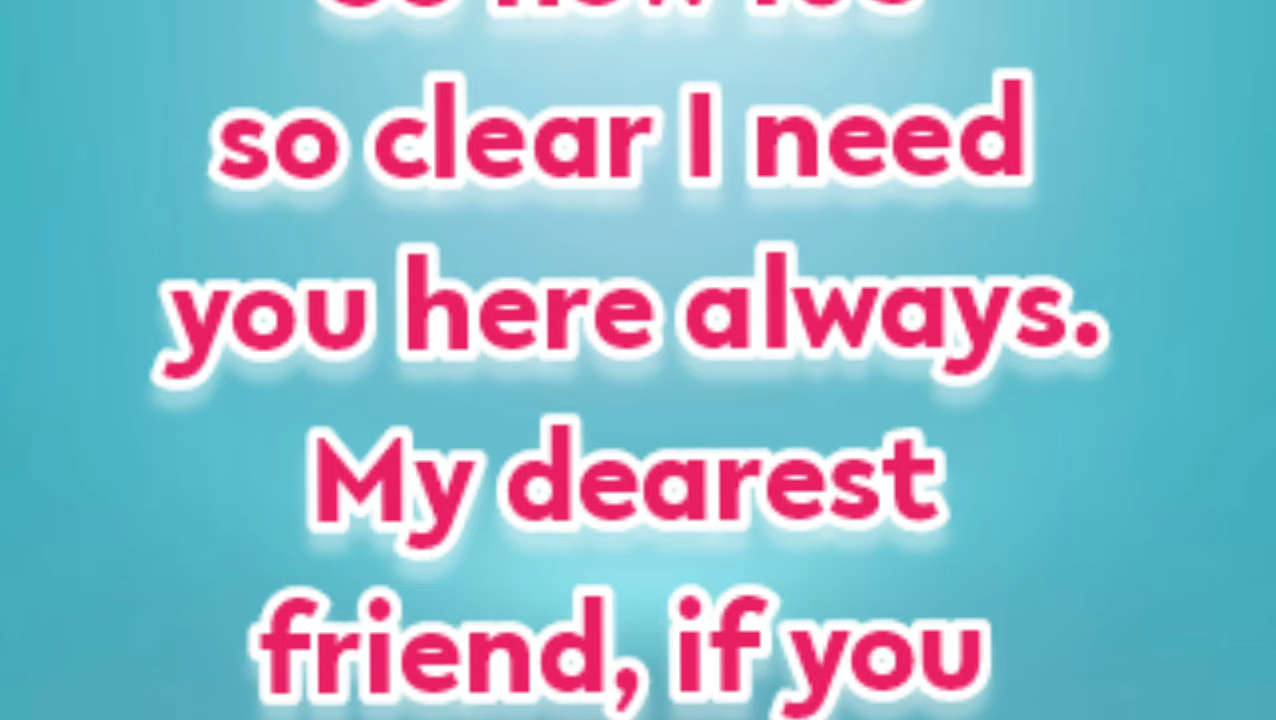 so clear I need
you here always.
My dearest
friend, if you